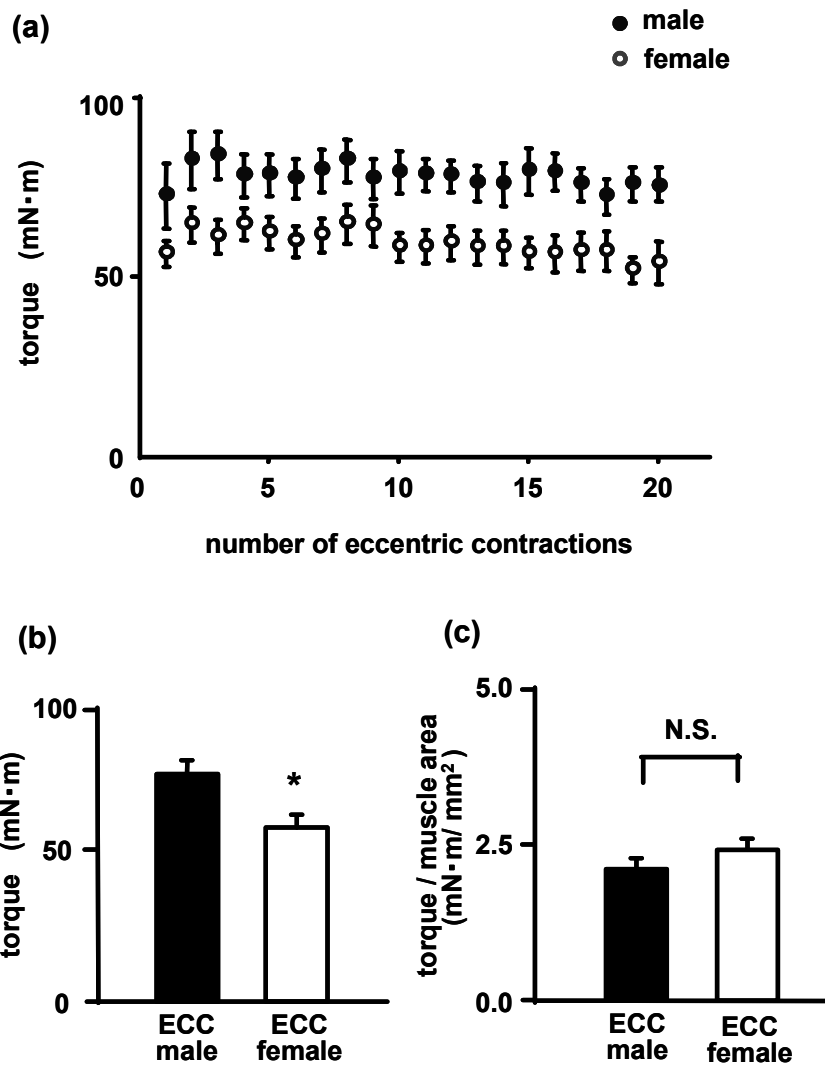 (a)
male
female
100
50
0
torque (mN・m)
0 5 10 15 20
number of eccentric contractions
(b)
100
50
0
torque (mN・m)
*
ECC ECC
male female
(c)
5.0
2.5
0.0
torque / muscle area
(mN・m/ mm²)
N.S.
ECC ECC
male female